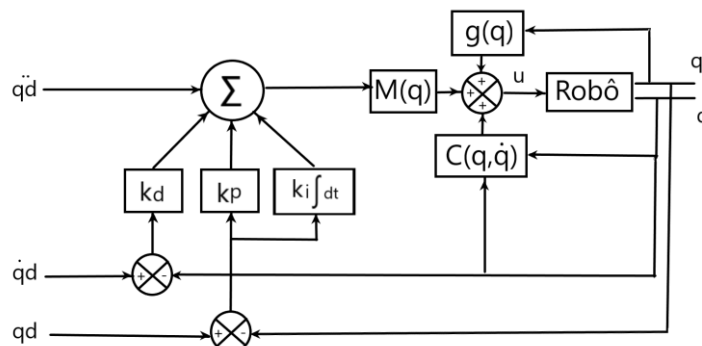 g(q)
q
q̈d
Σ
M(q)
+ + +
u
Robô
C(q,q̇)
kd
kp
ki∫dt
q̇d
+ -
qd
+ -